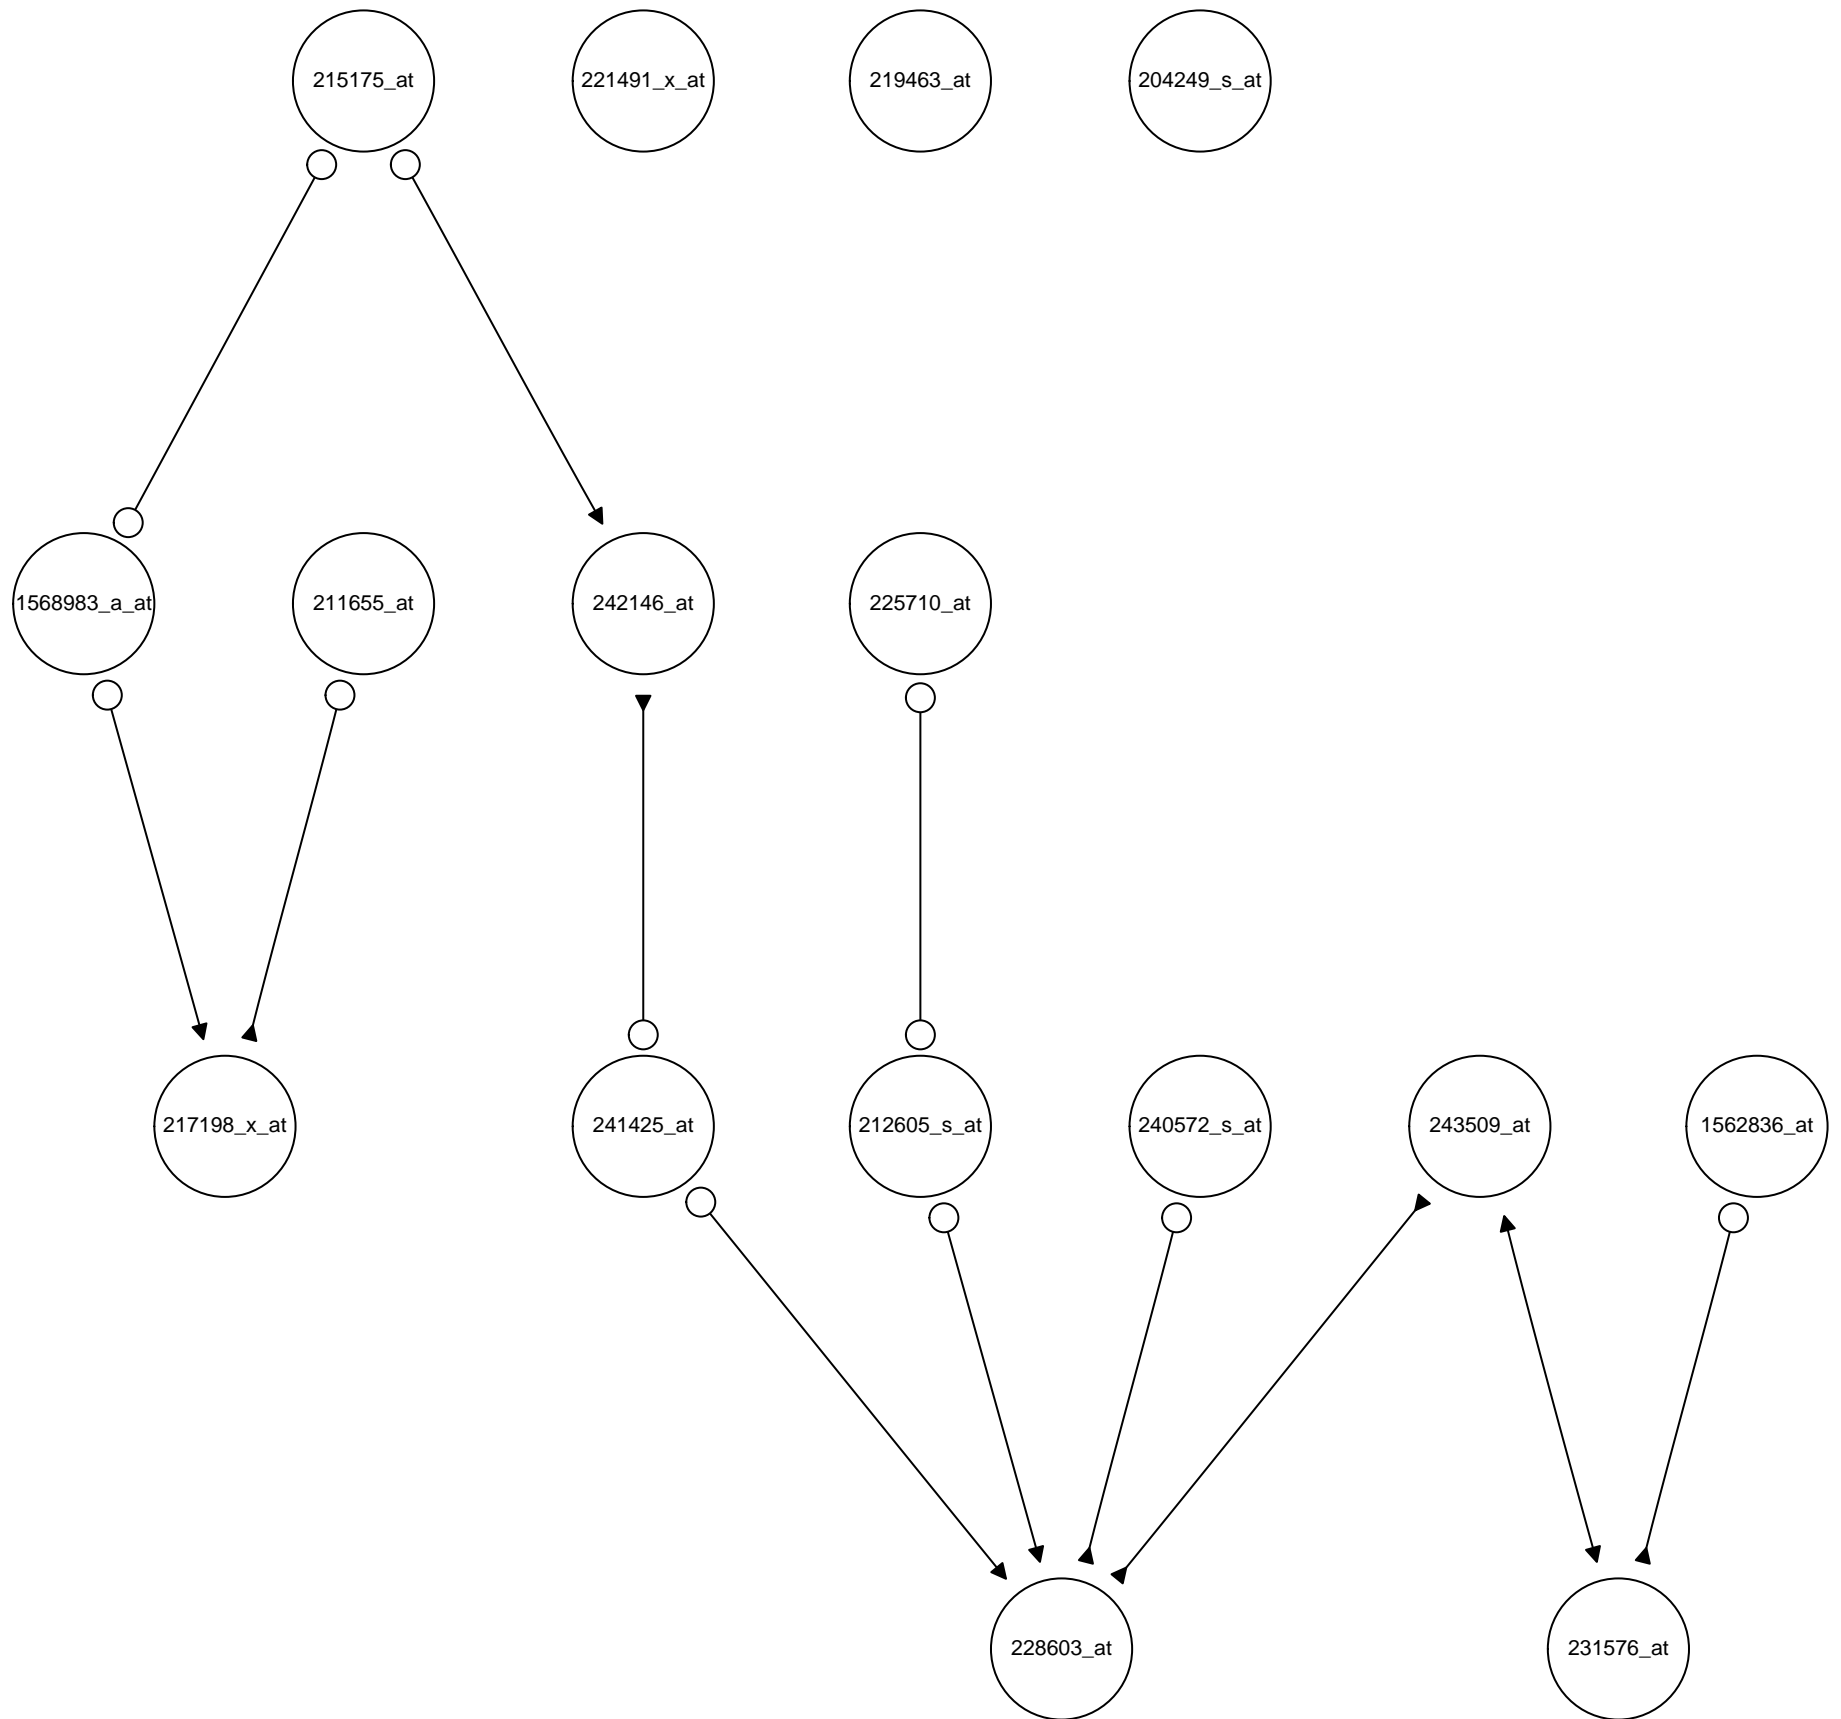 215175_at
221491_x_at
219463_at
204249_s_at
1568983_a_at
211655_at
242146_at
225710_at
217198_x_at
241425_at
212605_s_at
240572_s_at
243509_at
1562836_at
228603_at
231576_at